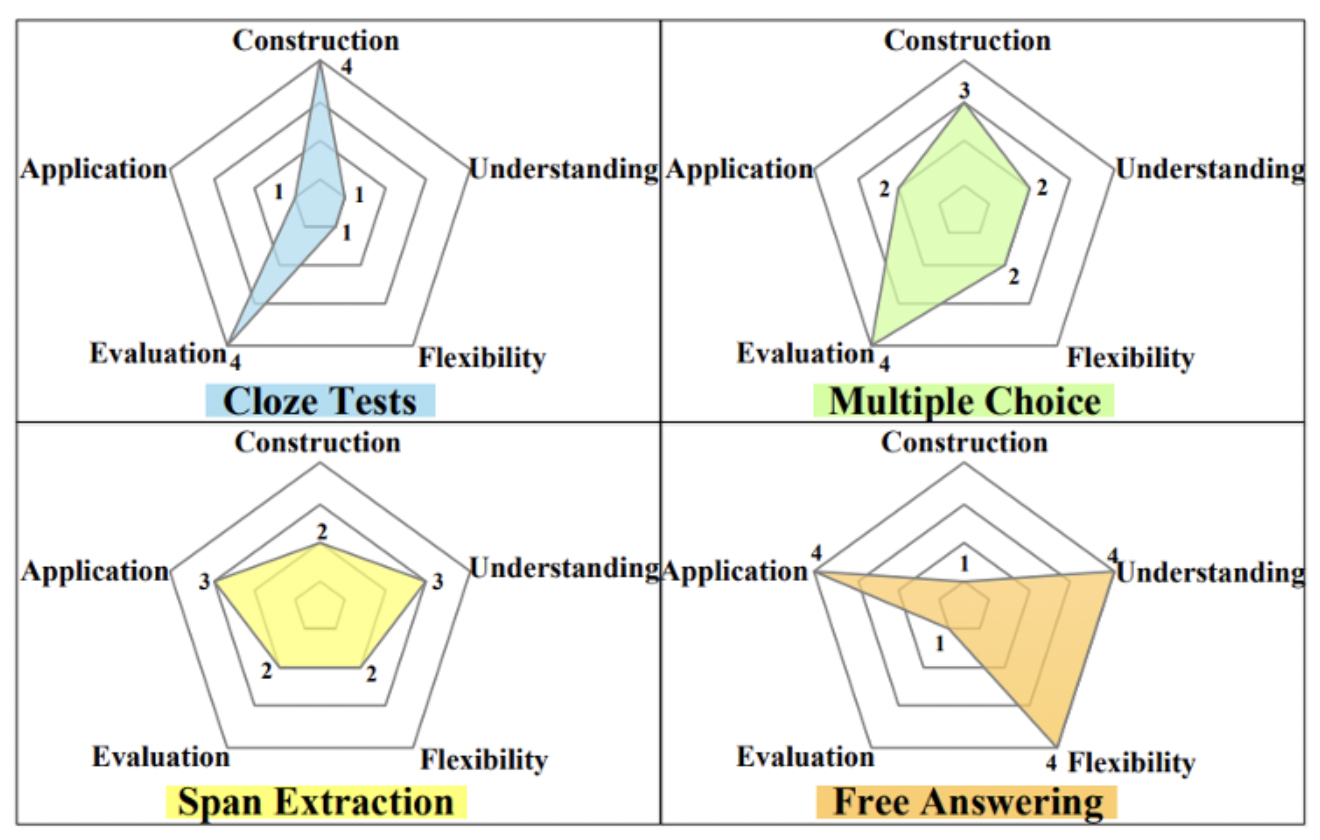 Construction
4
Application
Understanding
1
1
1
Evaluation
4
Flexibility
Cloze Tests
Construction
3
Application
Understanding
2
2
2
Evaluation
4
Flexibility
Multiple Choice
Construction
2
Application
Understanding
3
3
2
2
Evaluation
Flexibility
Span Extraction
Construction
4
4
1
Application
Understanding
1
Evaluation
4
Flexibility
Free Answering